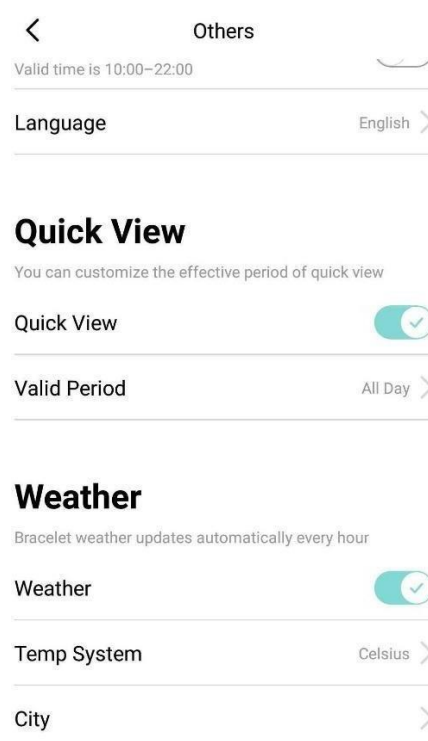 Others
Valid time is 10:00–22:00
Language English
Quick View
You can customize the effective period of quick view
Quick View
Valid Period All Day
Weather
Bracelet weather updates automatically every hour
Weather
Temp System Celsius
City